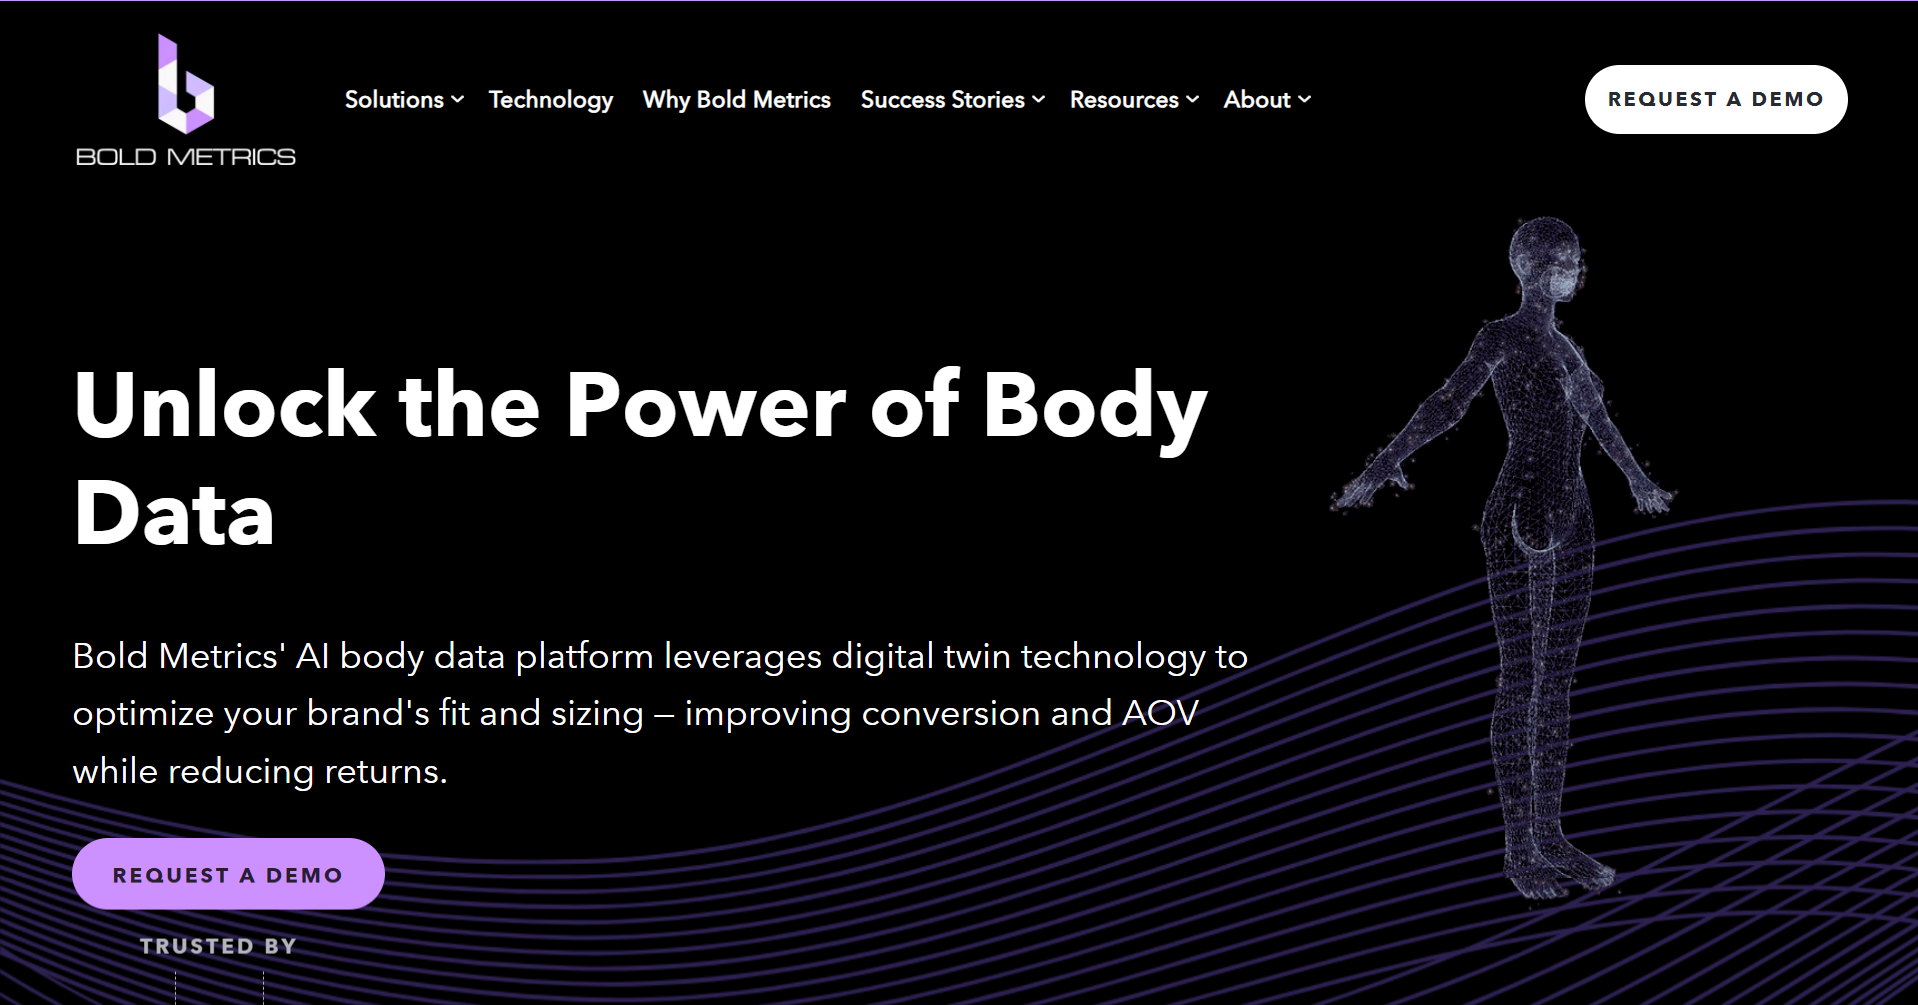 BOLD METRICS
Solutions
Technology
Why Bold Metrics
Success Stories
Resources
About
REQUEST A DEMO
Unlock the Power of Body
Data
Bold Metrics' AI body data platform leverages digital twin technology to
optimize your brand's fit and sizing — improving conversion and AOV
while reducing returns.
REQUEST A DEMO
TRUSTED BY